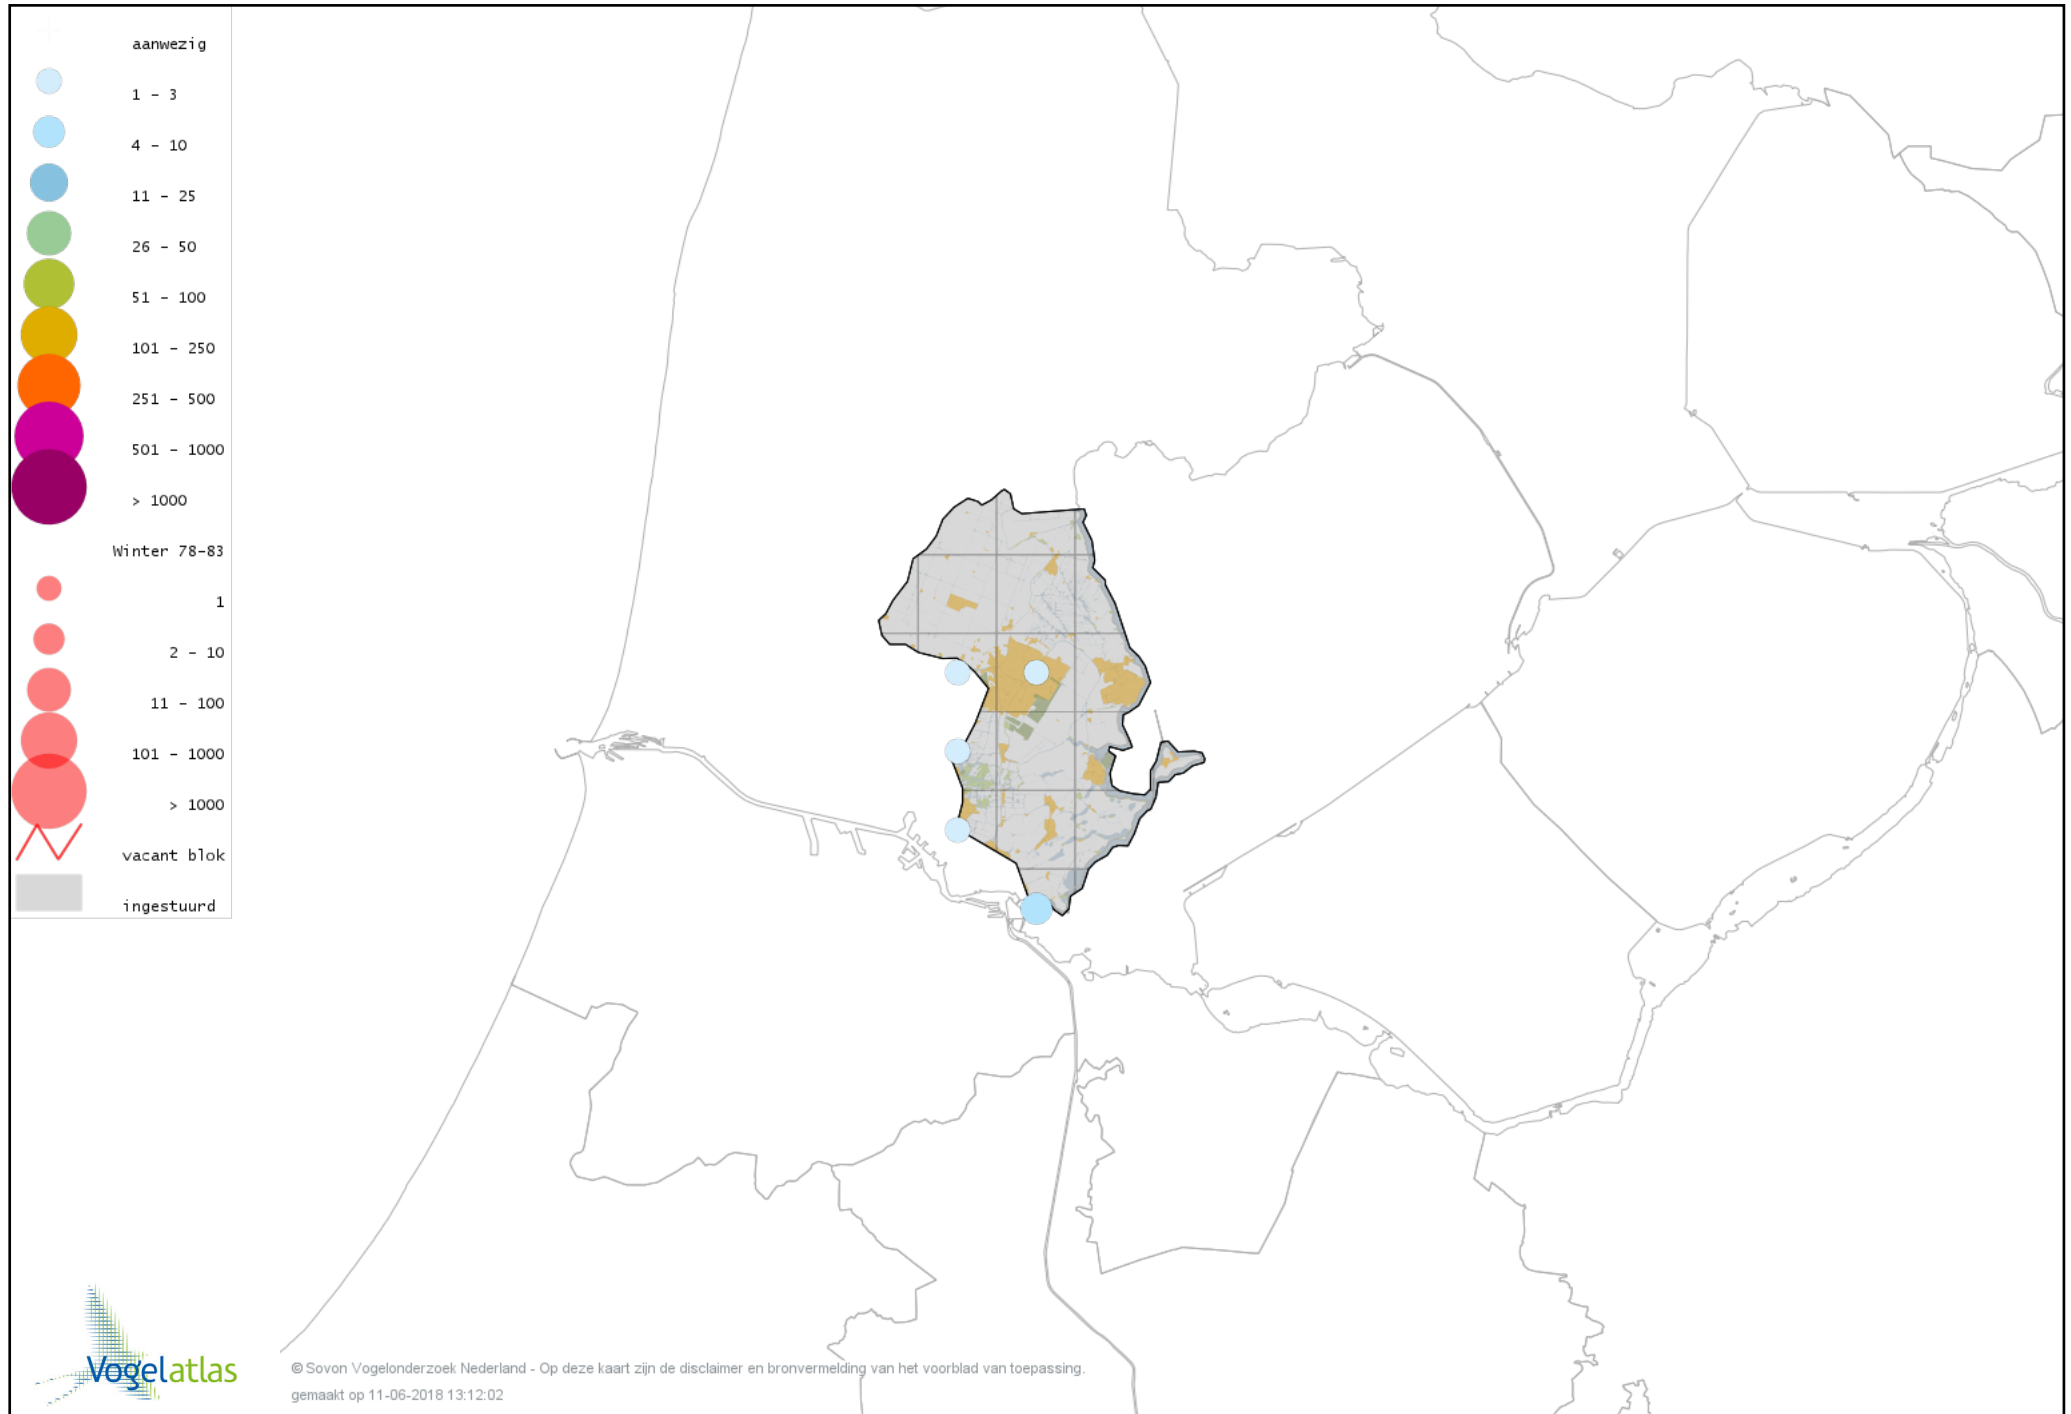 aanwezig
1 - 3
4 - 10
11 - 25
26 - 50
51 - 100
101 - 250
251 - 500
501 - 1000
> 1000
Winter 78-83
1
2 - 10
11 - 100
101 - 1000
> 1000
vacant blok
ingestuurd
Vogelatlas
© Sovon Vogelonderzoek Nederland - Op deze kaart zijn de disclaimer en bronvermelding van het voorblad van toepassing.
gemaakt op 11-06-2018 13:12:02